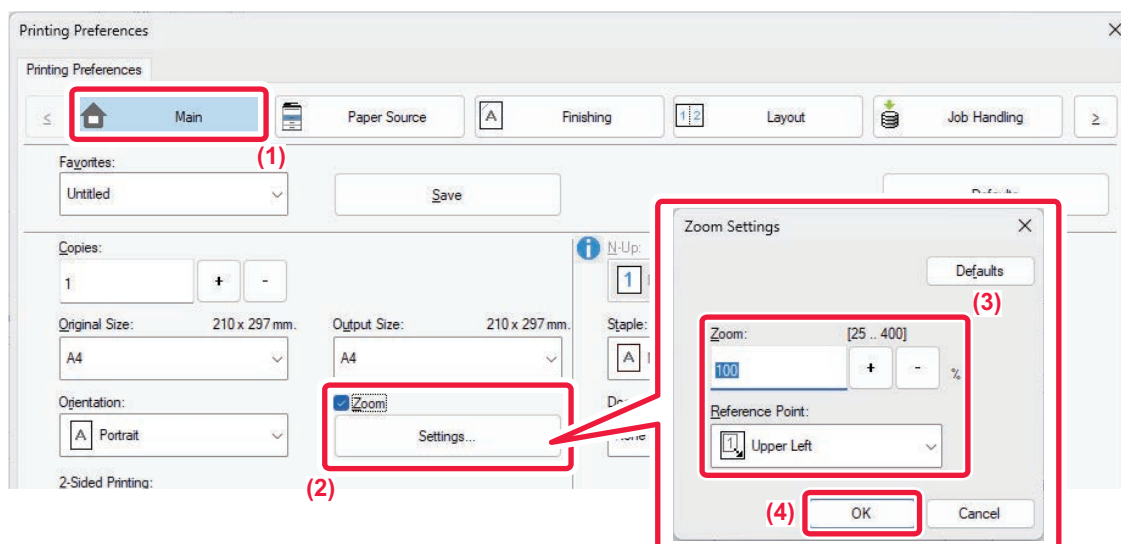 Printing Preferences
Printing Preferences
<
Main
Paper Source
Finishing
Layout
Job Handling
>
(1)
Favorites:
Untitled
Save
Copies:
1
+ -
N-Up:
1
Original Size: 210 x 297 mm.
A4
Output Size: 210 x 297 mm.
A4
Staple:
A
Orientation:
A Portrait
Zoom
Settings...
(2)
2-Sided Printing:
Zoom Settings
Defaults
(3)
Zoom: [25 .. 400]
100 + - %
Reference Point:
1 Upper Left
(4) OK Cancel